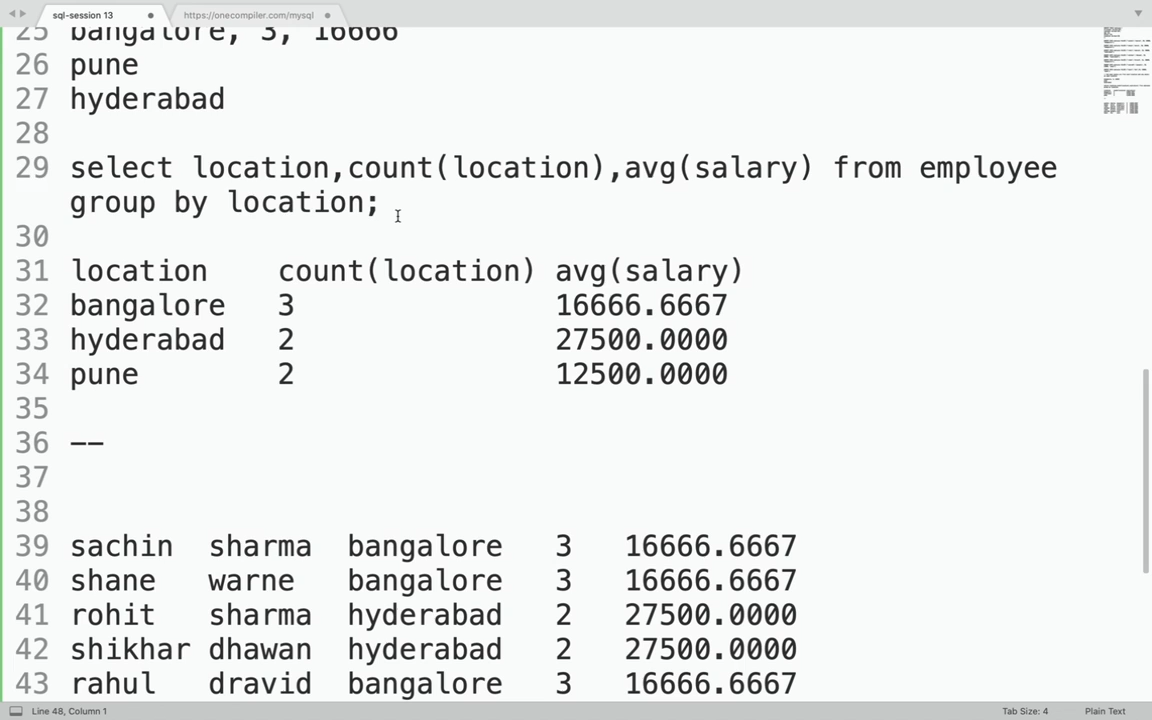 sql-session 13
https://onecompiler.com/mysql
25 bangalore, 3, 16666
26 pune
27 hyderabad
28
29 select location,count(location),avg(salary) from employee
group by location;
30
31 location count(location) avg(salary)
32 bangalore 3 16666.6667
33 hyderabad 2 27500.0000
34 pune 2 12500.0000
35
36 --
37
38
39 sachin sharma bangalore 3 16666.6667
40 shane warne bangalore 3 16666.6667
41 rohit sharma hyderabad 2 27500.0000
42 shikhar dhawan hyderabad 2 27500.0000
43 rahul dravid bangalore 3 16666.6667
Line 48, Column 1
Tab Size: 4
Plain Text